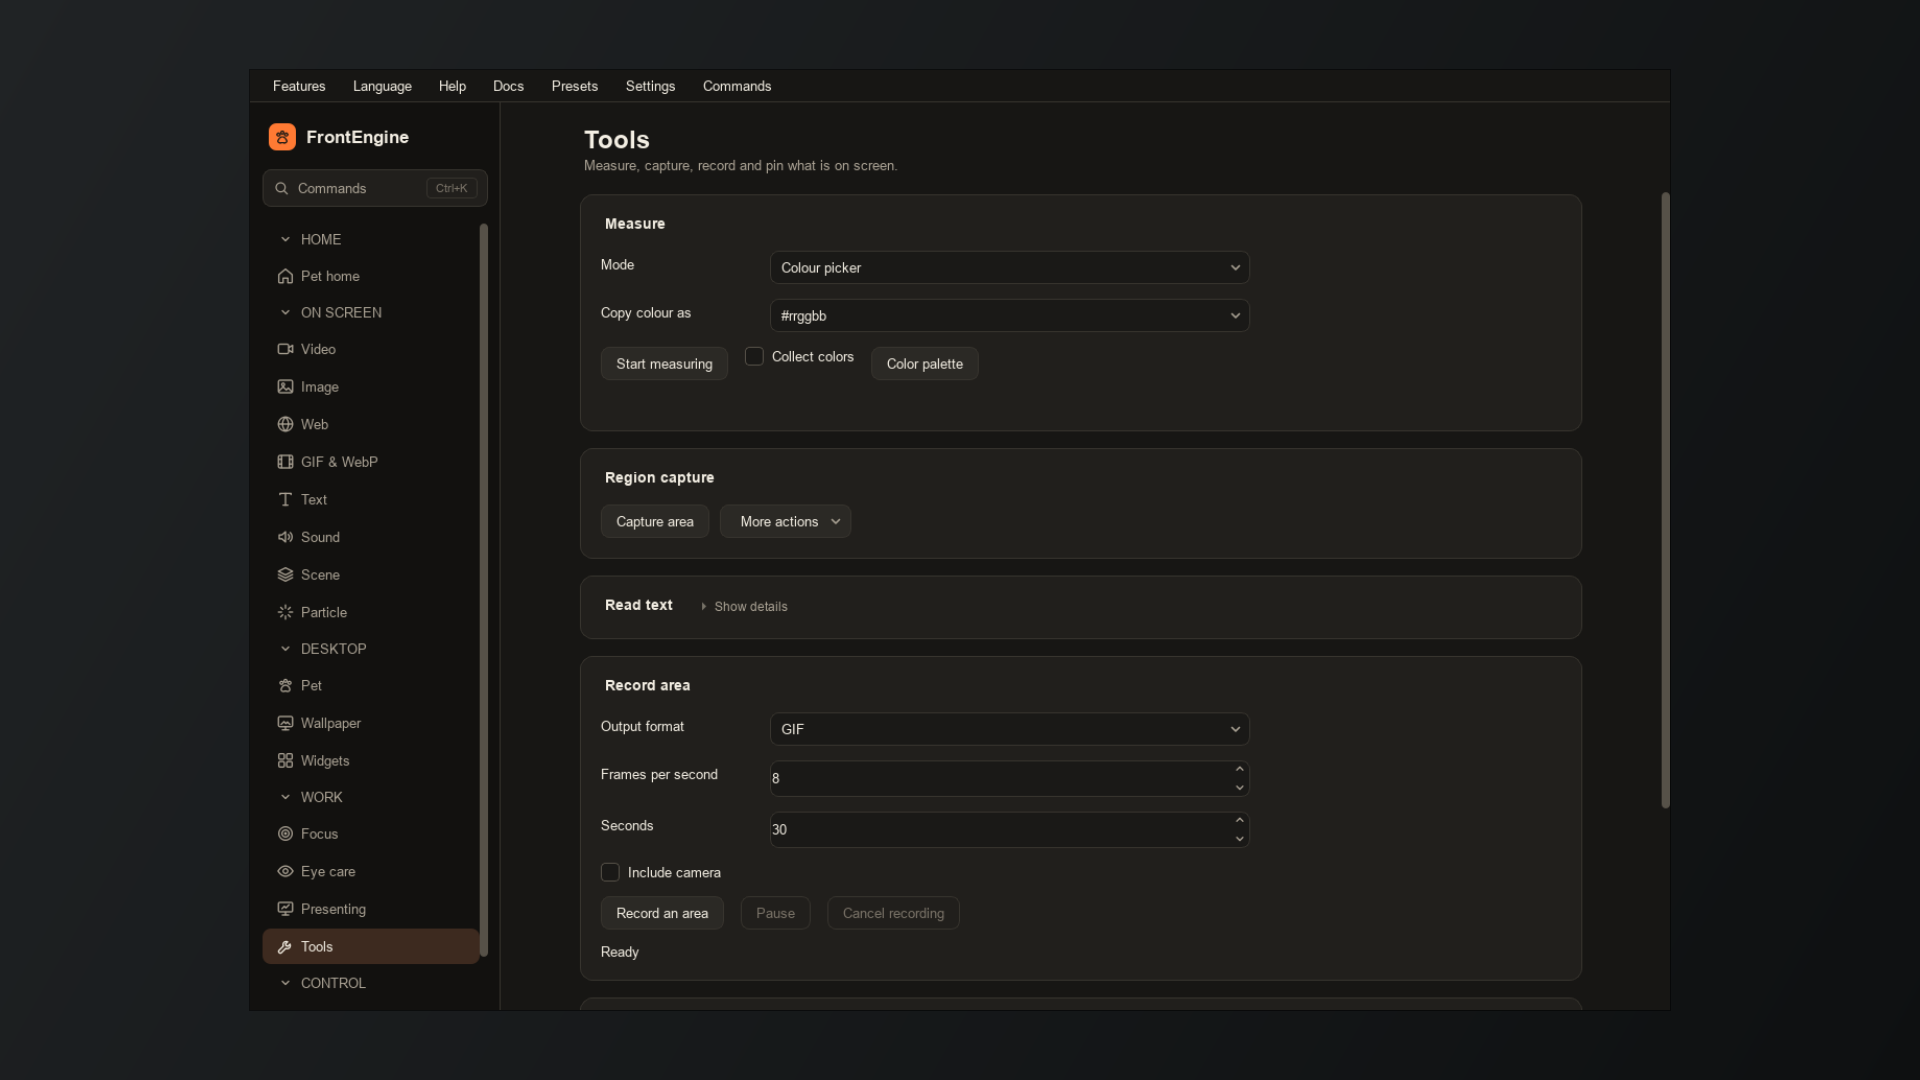 Features Language Help Docs Presets Settings Commands
FrontEngine
Commands Ctrl+K
HOME
Pet home
ON SCREEN
Video
Image
Web
GIF & WebP
Text
Sound
Scene
Particle
DESKTOP
Pet
Wallpaper
Widgets
WORK
Focus
Eye care
Presenting
Tools
CONTROL
Tools
Measure, capture, record and pin what is on screen.
Measure
Mode Colour picker
Copy colour as #rrggbb
Start measuring Collect colors Color palette
Region capture
Capture area More actions
Read text Show details
Record area
Output format GIF
Frames per second 8
Seconds 30
Include camera
Record an area Pause Cancel recording
Ready